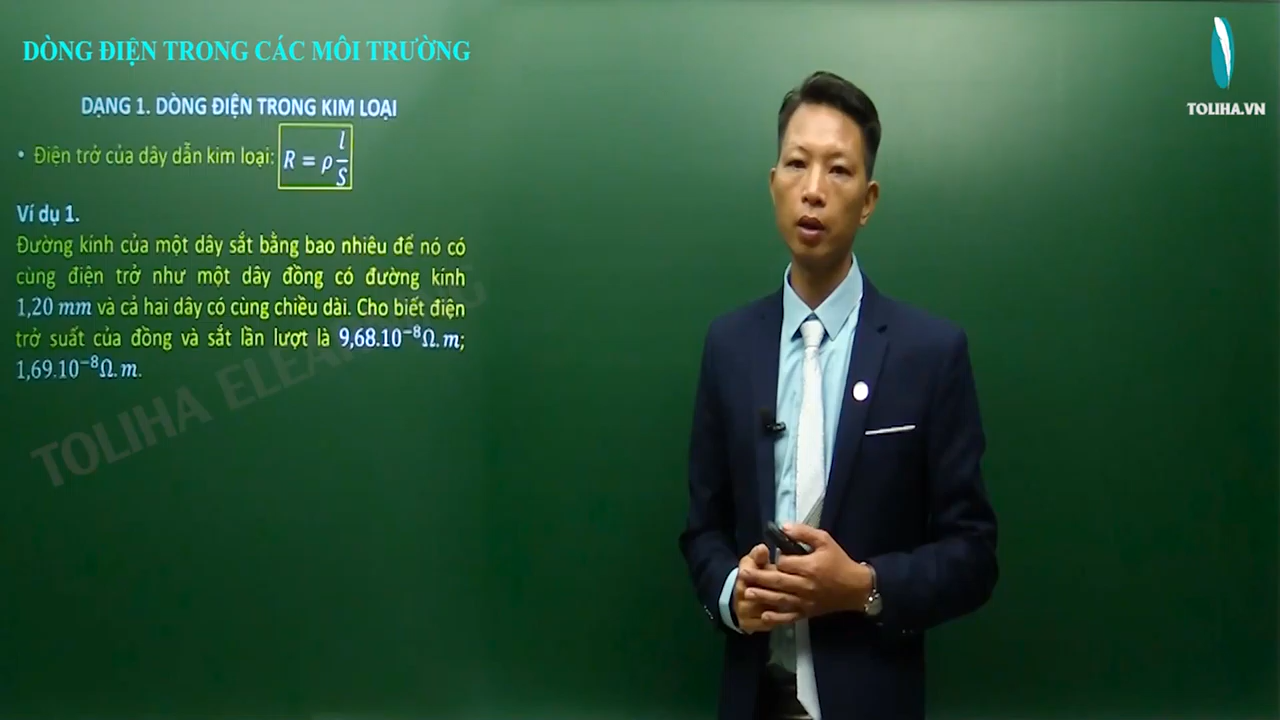 DÒNG ĐIỆN TRONG CÁC MÔI TRƯỜNG
TOLIHA.VN
DẠNG 1. DÒNG ĐIỆN TRONG KIM LOẠI
• Điện trở của dây dẫn kim loại: R = ρ l/S
Ví dụ 1.
Đường kính của một dây sắt bằng bao nhiêu để nó có
cùng điện trở như một dây đồng có đường kính
1,20 mm và cả hai dây có cùng chiều dài. Cho biết điện
trở suất của đồng và sắt lần lượt là 9,68.10⁻⁸Ω.m;
1,69.10⁻⁸Ω.m.
TOLIHA ELEARNING